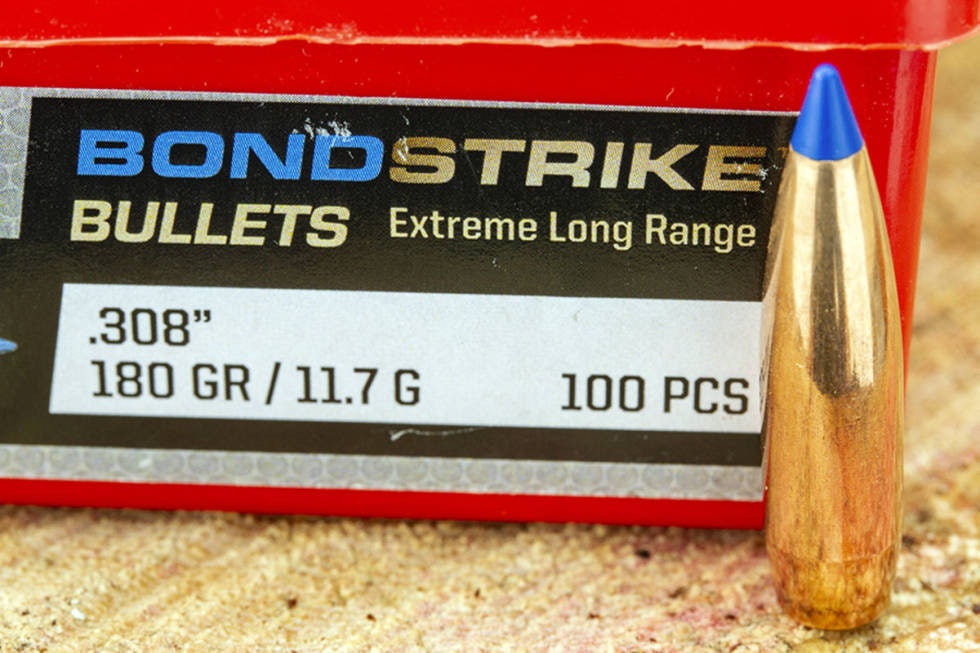 BONDSTRIKE
BULLETS Extreme Long Range
.308”
180 GR / 11.7 G 100 PCS